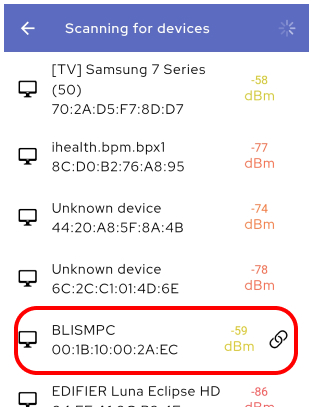 Scanning for devices
[TV] Samsung 7 Series
(50)
70:2A:D5:F7:8D:D7
-58
dBm
ihealth.bpm.bpx1
8C:D0:B2:76:A8:95
-77
dBm
Unknown device
44:20:A8:5F:8A:4B
-74
dBm
Unknown device
6C:2C:C1:01:4D:6E
-78
dBm
BLISMPC
00:1B:10:00:2A:EC
-59
dBm
EDIFIER Luna Eclipse HD
-86
dBm